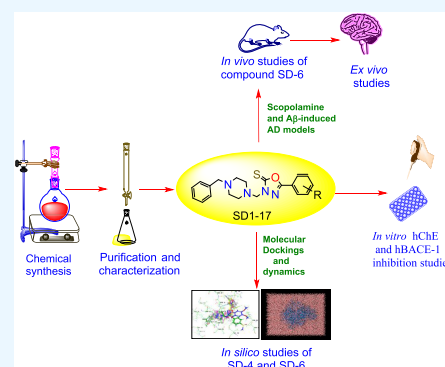 In vivo studies of
compound SD-6
Ex vivo
studies
Scopolamine
and Aβ-induced
AD models
S
O
N
N
N
N
R
SD1-17
Chemical
synthesis
Purification and
characterization
In vitro hChE
and hBACE-1
inhibition studie
Molecular
Dockings
and
dynamics
In silico studies of
SD-4 and SD-6